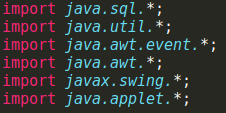 import java.sql.*;
import java.util.*;
import java.awt.event.*;
import java.awt.*;
import javax.swing.*;
import java.applet.*;